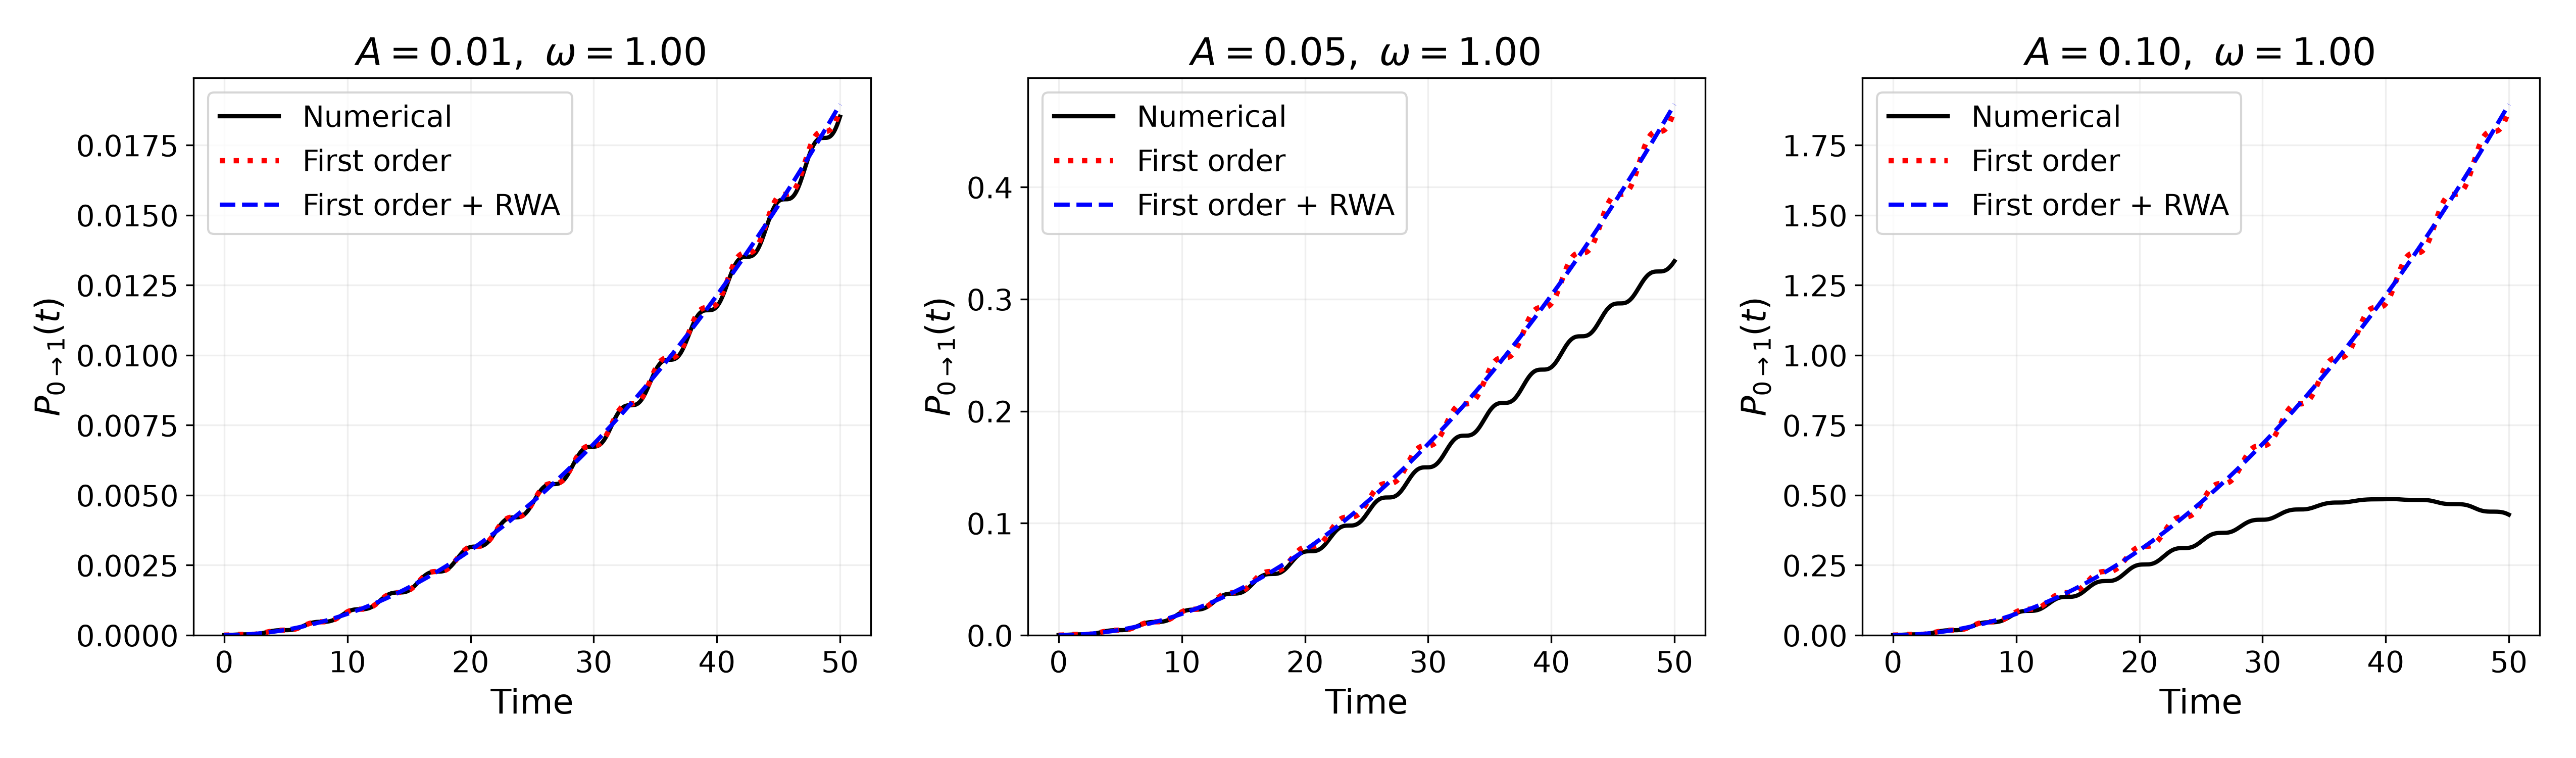 A = 0.01, ω = 1.00
Numerical
First order
First order + RWA
0.0175
0.0150
0.0125
0.0100
0.0075
0.0050
0.0025
0.0000
P₀→₁(t)
0 10 20 30 40 50
Time
A = 0.05, ω = 1.00
Numerical
First order
First order + RWA
0.4
0.3
0.2
0.1
0.0
P₀→₁(t)
0 10 20 30 40 50
Time
A = 0.10, ω = 1.00
Numerical
First order
First order + RWA
1.75
1.50
1.25
1.00
0.75
0.50
0.25
0.00
P₀→₁(t)
0 10 20 30 40 50
Time